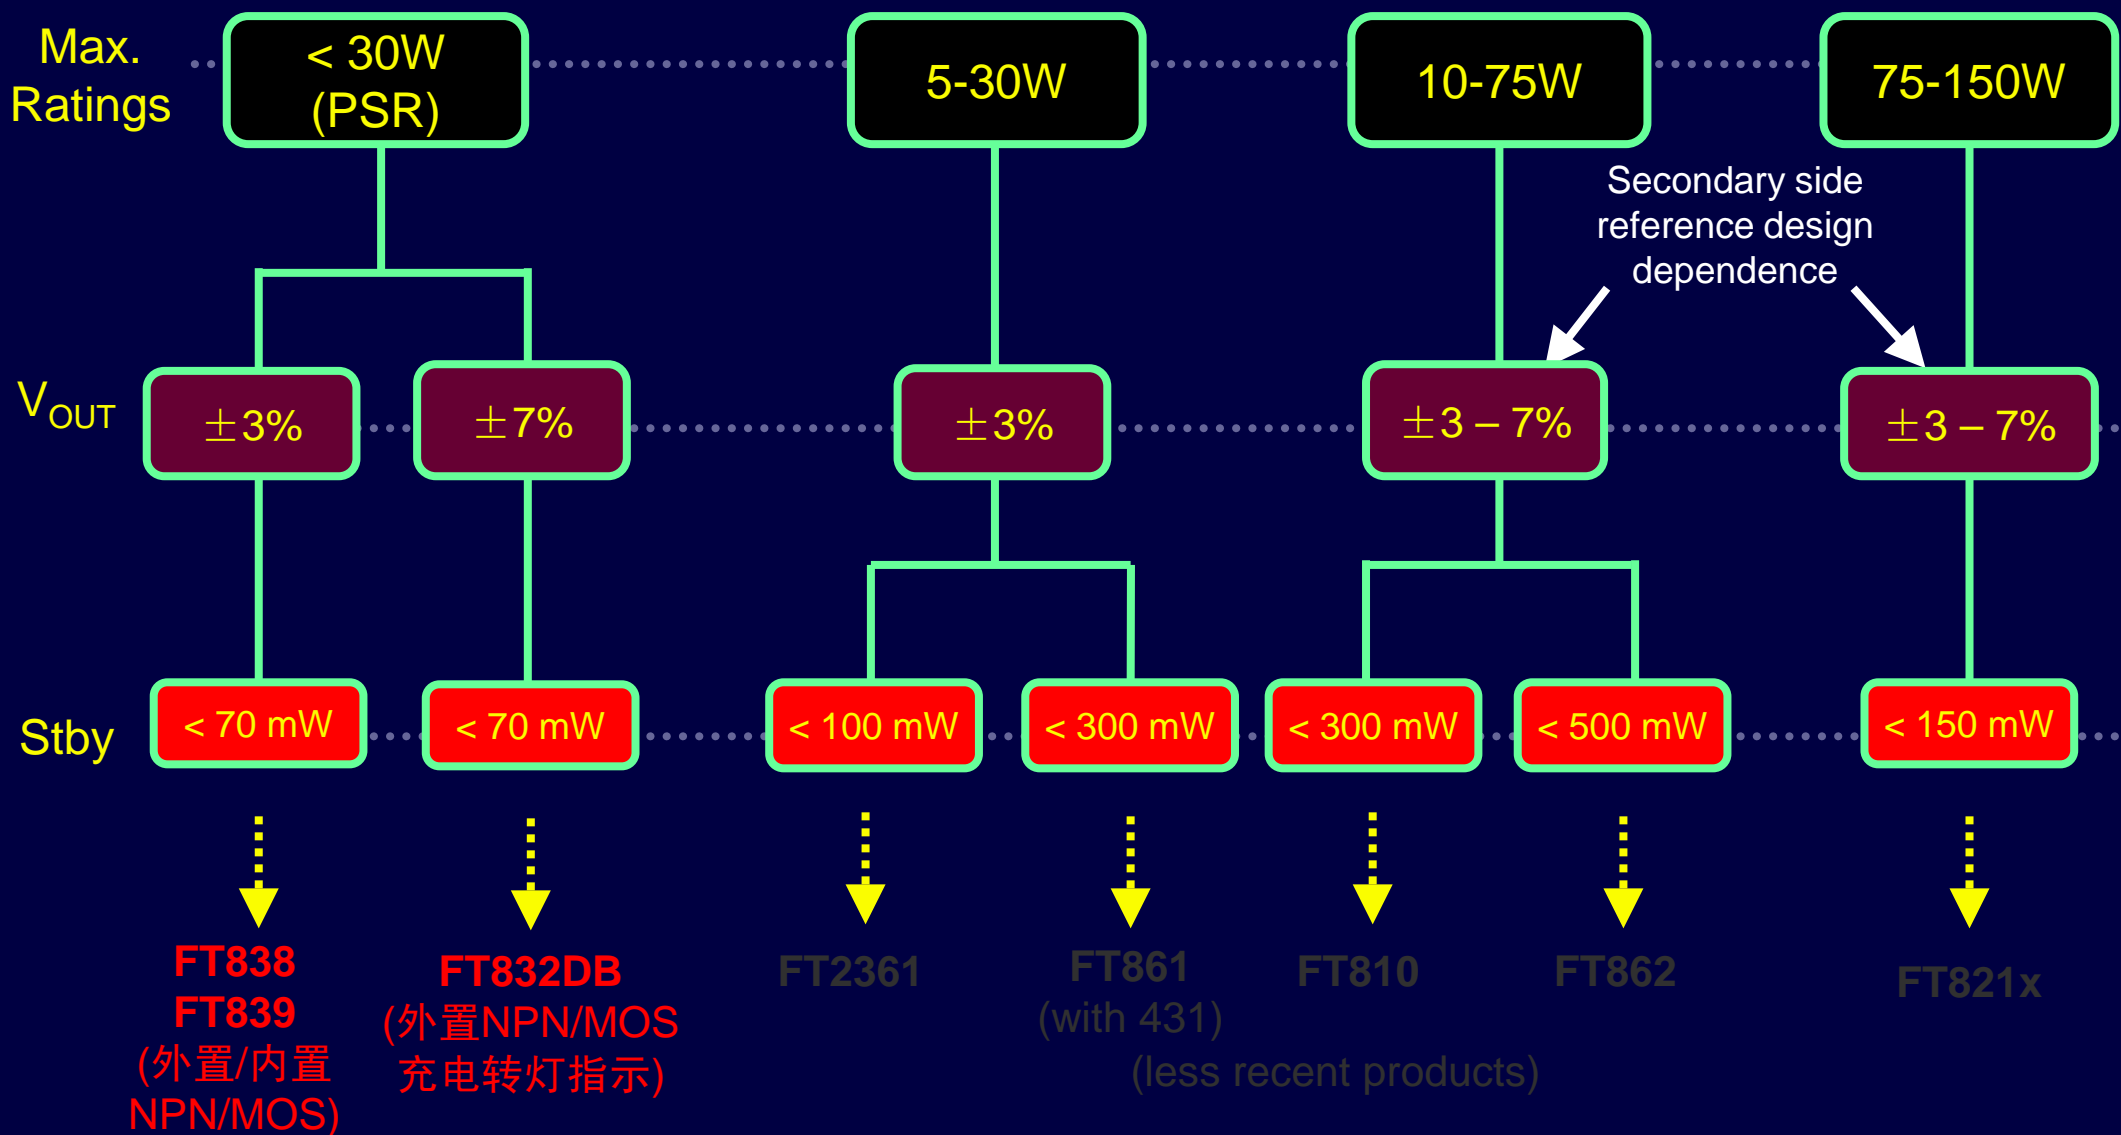 Max.
Ratings
< 30W
(PSR)
5-30W
10-75W
75-150W
Secondary side
reference design
dependence
VOUT
±3%
±7%
±3%
±3 – 7%
±3 – 7%
Stby
< 70 mW
< 70 mW
< 100 mW
< 300 mW
< 300 mW
< 500 mW
< 150 mW
FT838
FT839
(外置/内置
NPN/MOS)
FT832DB
(外置NPN/MOS
充电转灯指示)
FT2361
FT861
(with 431)
FT810
FT862
FT821x
(less recent products)